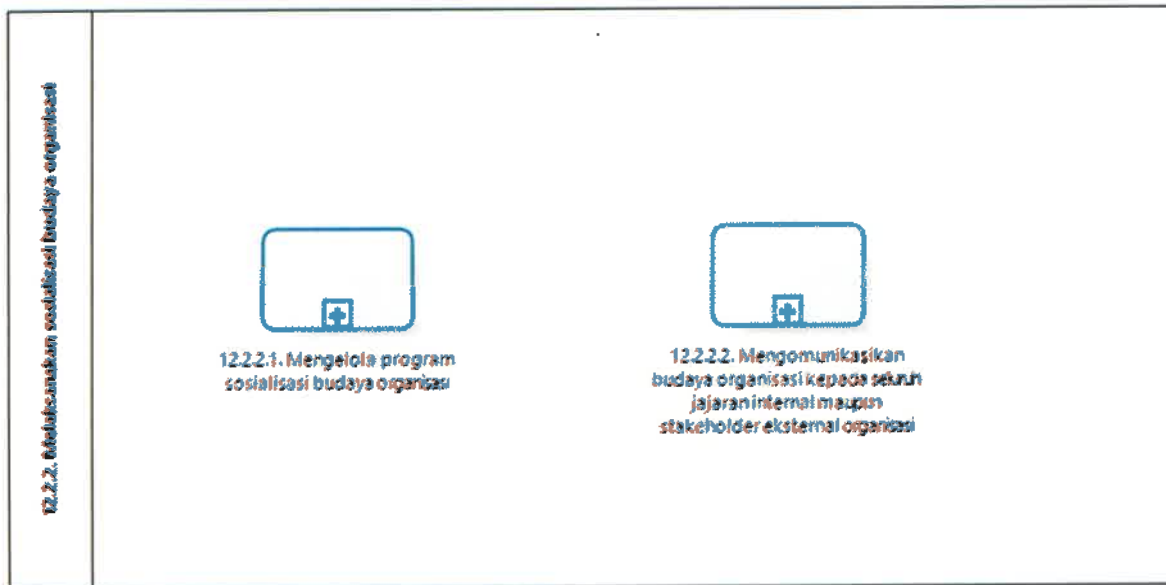 12.2.2. Melaksanakan sosialisasi budaya organisasi
12.2.2.1. Mengelola program
sosialisasi budaya organisasi
12.2.2.2. Mengomunikasikan
budaya organisasi kepada seluruh
jajaran internal maupun
stakeholder eksternal organisasi